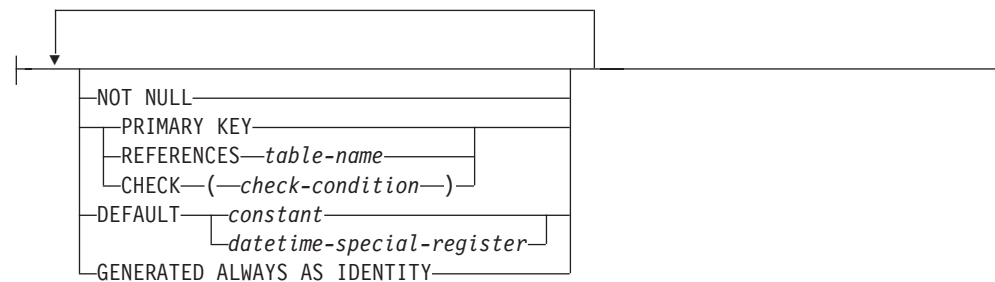 NOT NULL
PRIMARY KEY
REFERENCES table-name
CHECK ( check-condition )
DEFAULT constant
datetime-special-register
GENERATED ALWAYS AS IDENTITY